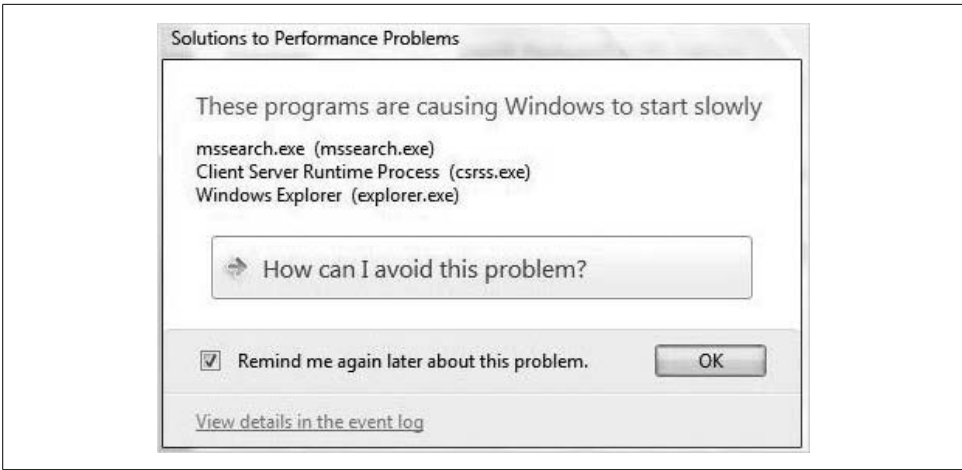 Solutions to Performance Problems
These programs are causing Windows to start slowly
mssearch.exe (mssearch.exe)
Client Server Runtime Process (csrss.exe)
Windows Explorer (explorer.exe)
How can I avoid this problem?
Remind me again later about this problem.
OK
View details in the event log